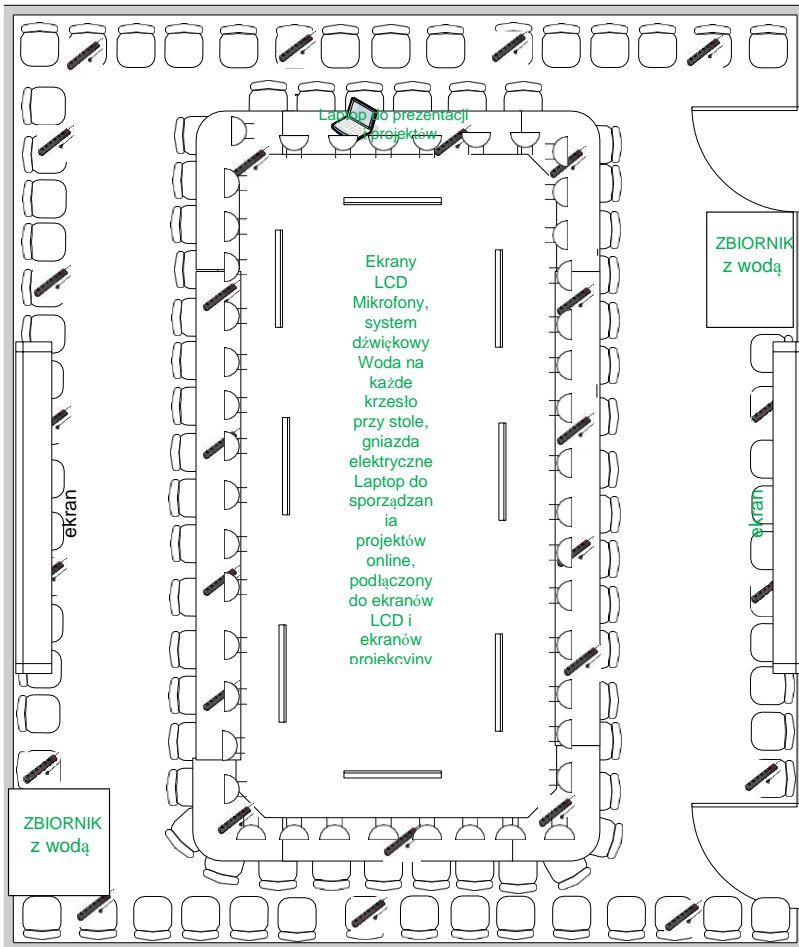 Laptop do prezentacji
i projektów
ZBIORNIK
z wodą
Ekrany
LCD
Mikrofony,
system
dźwiękowy
Woda na
każde
krzesło
przy stole,
gniazda
elektryczne
Laptop do
sporządzan
ia
projektów
online,
podłączony
do ekranów
LCD i
ekranów
projekcyjny
ekran
ekran
ZBIORNIK
z wodą